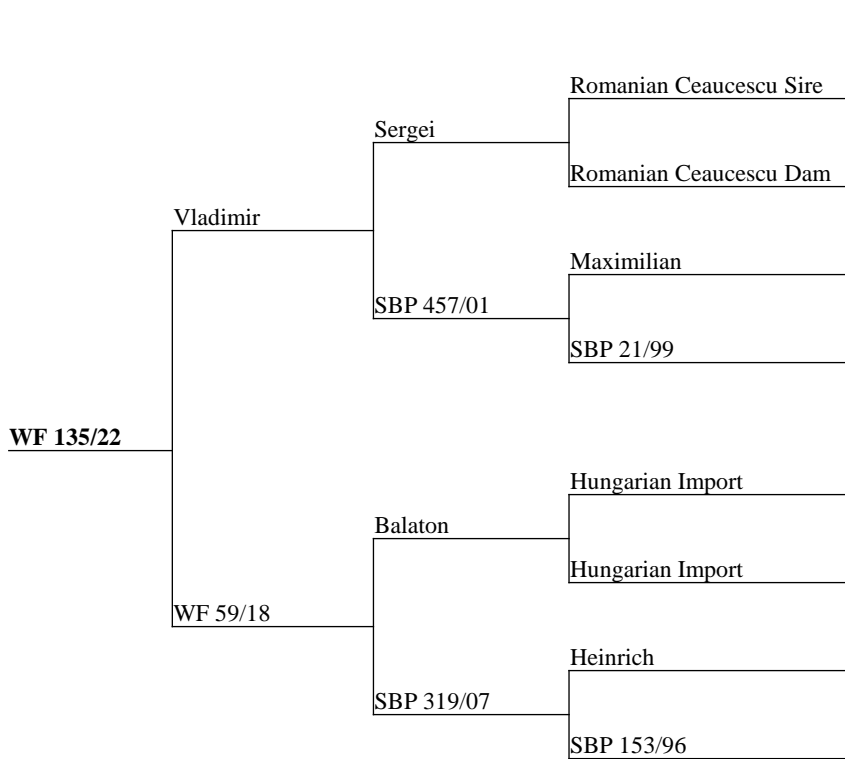 Romanian Ceaucescu Sire
Sergei
Romanian Ceaucescu Dam
Vladimir
Maximilian
SBP 457/01
SBP 21/99
WF 135/22
Hungarian Import
Balaton
Hungarian Import
WF 59/18
Heinrich
SBP 319/07
SBP 153/96